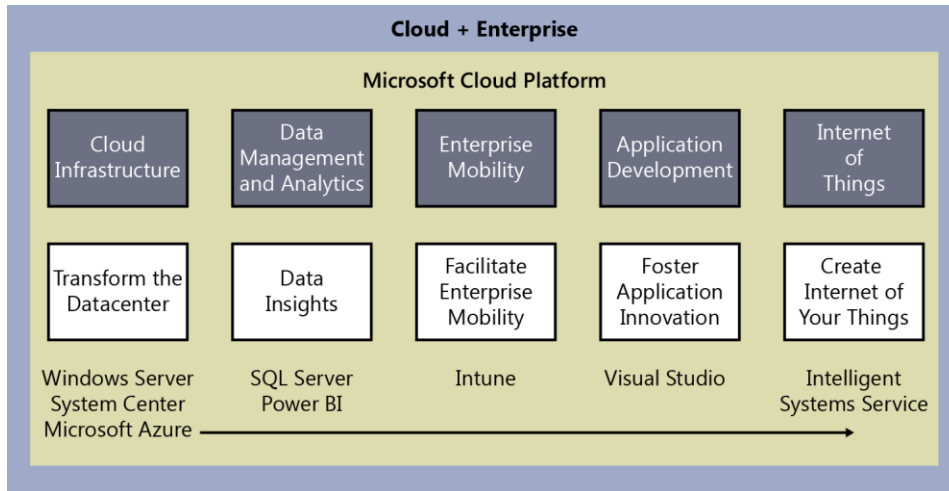 Cloud + Enterprise
Microsoft Cloud Platform
Cloud
Infrastructure
Data
Management
and Analytics
Enterprise
Mobility
Application
Development
Internet
of
Things
Transform the
Datacenter
Data
Insights
Facilitate
Enterprise
Mobility
Foster
Application
Innovation
Create
Internet of
Your Things
Windows Server
System Center
Microsoft Azure
SQL Server
Power BI
Intune
Visual Studio
Intelligent
Systems Service